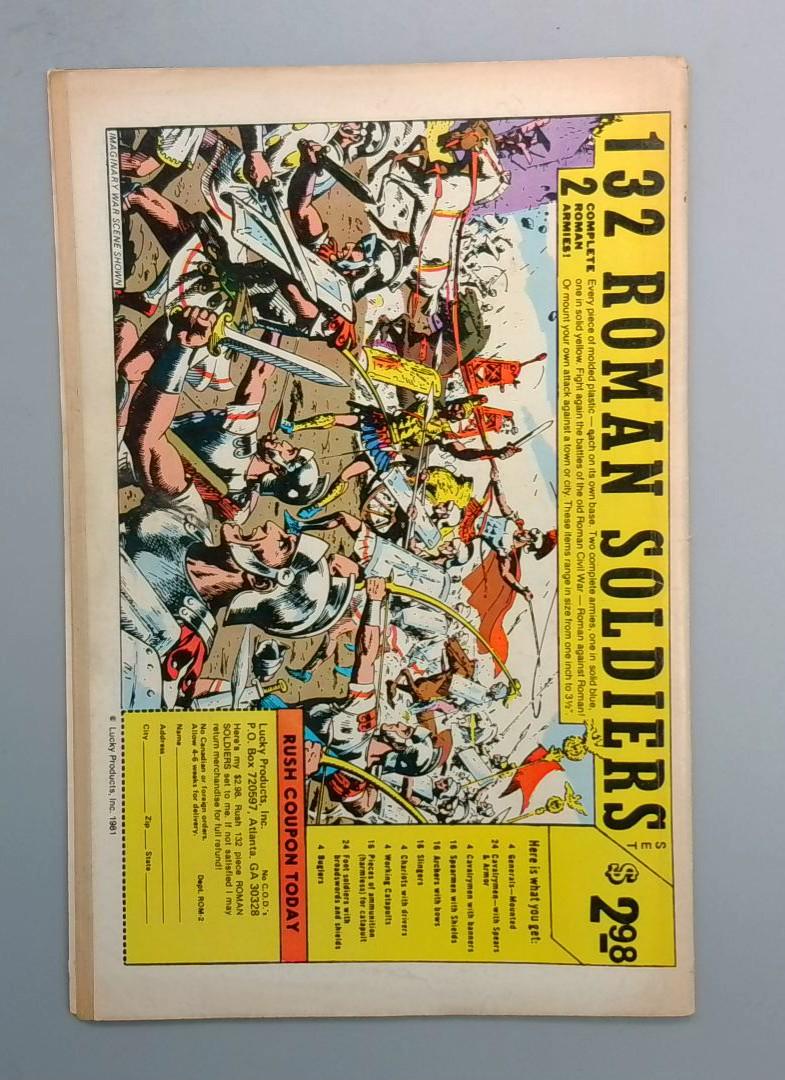 132 ROMAN SOLDIERS
SET
$2.98
2 COMPLETE
ROMAN
ARMIES!
Every piece of molded plastic — each on its own base. Two complete armies, one in solid blue,
one in solid yellow. Fight again the battles of the old Roman Civil War — Roman against Roman!
Or mount your own attack against a town or city. These items range in size from one inch to 3½".
Here is what you get:
4 Generals—Mounted
24 Cavalrymen—with Spears
& Armor
4 Cavalrymen with banners
16 Spearmen with Shields
16 Archers with bows
16 Slingers
4 Chariots with drivers
4 Working Catapults
16 Pieces of ammunition
(harmless) for catapult
24 Foot soldiers with
broadswords and shields
4 Buglers
IMAGINARY WAR SCENE SHOWN
RUSH COUPON TODAY
Lucky Products, Inc. No C.O.D.'s
P.O. Box 720597, Atlanta, GA 30328
Here's my $2.98. Rush 132 piece ROMAN
SOLDIERS set to me. If not satisfied I may
return merchandise for full refund!
No Canadian or foreign orders.
Allow 4-6 weeks for delivery. Dept. ROM-2
Name
Address
City Zip State
© Lucky Products, Inc. 1981